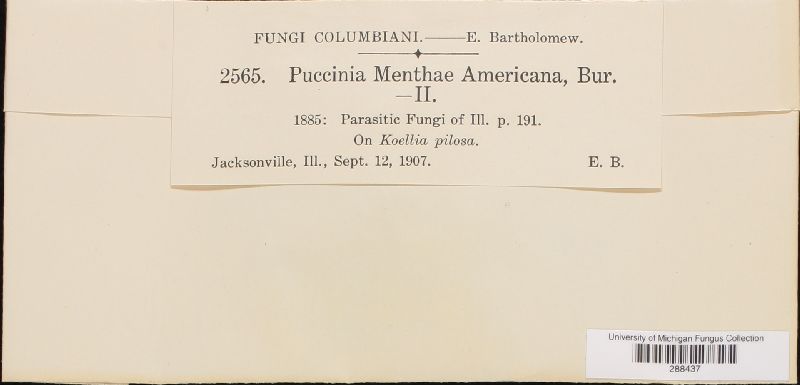 FUNGI COLUMBIANI.——E. Bartholomew.
2565. Puccinia Menthae Americana, Bur.
—II.
1885: Parasitic Fungi of Ill. p. 191.
On Koellia pilosa.
Jacksonville, Ill., Sept. 12, 1907. E. B.
University of Michigan Fungus Collection
288437